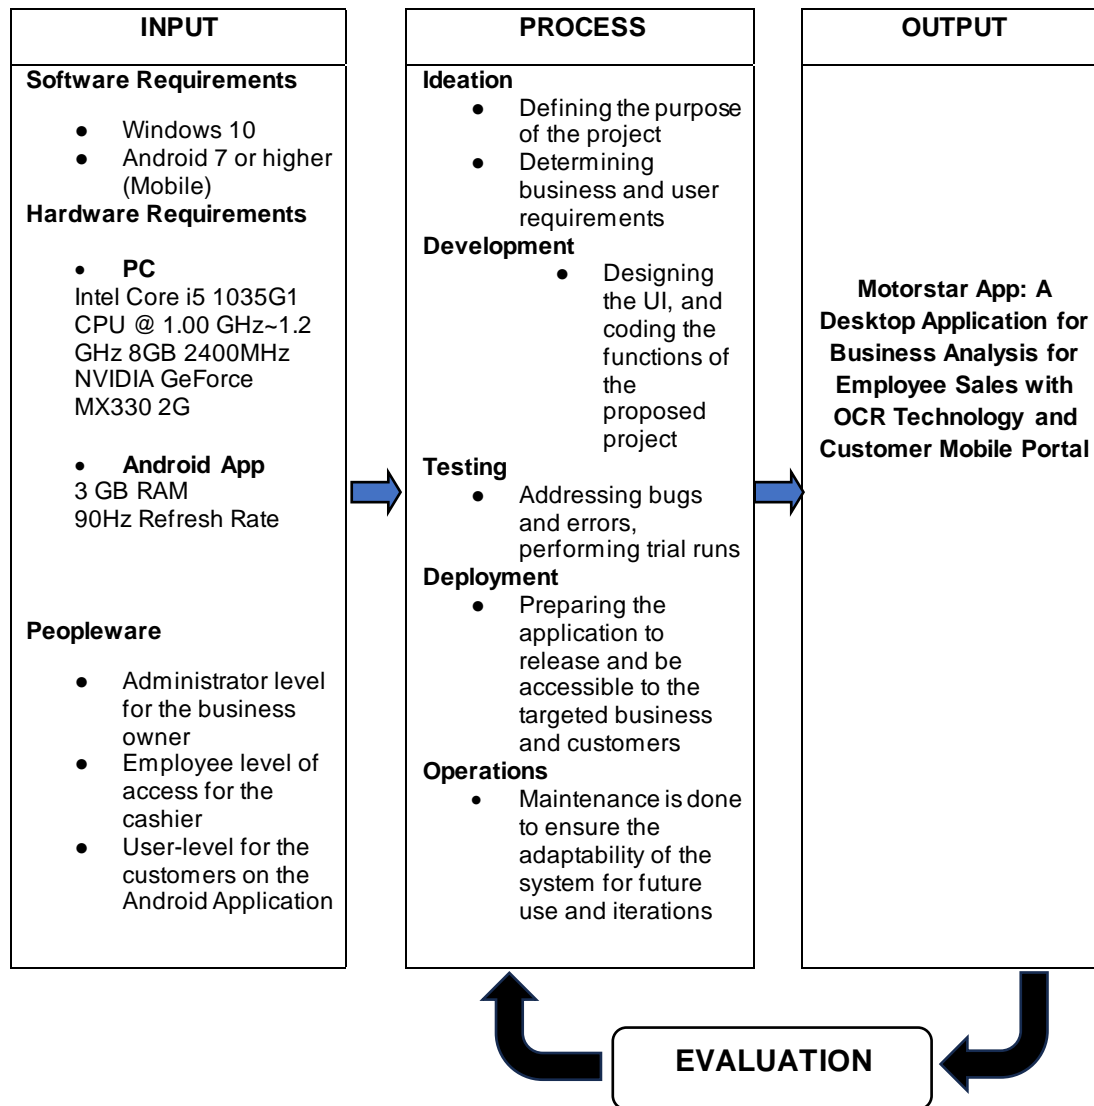 INPUT
Software Requirements
● Windows 10
● Android 7 or higher
(Mobile)
Hardware Requirements
● PC
Intel Core i5 1035G1
CPU @ 1.00 GHz~1.2
GHz 8GB 2400MHz
NVIDIA GeForce
MX330 2G
● Android App
3 GB RAM
90Hz Refresh Rate
Peopleware
● Administrator level
for the business
owner
● Employee level of
access for the
cashier
● User-level for the
customers on the
Android Application
PROCESS
Ideation
● Defining the purpose
of the project
● Determining
business and user
requirements
Development
● Designing
the UI, and
coding the
functions of
the
proposed
project
Testing
● Addressing bugs
and errors,
performing trial runs
Deployment
● Preparing the
application to
release and be
accessible to the
targeted business
and customers
Operations
● Maintenance is done
to ensure the
adaptability of the
system for future
use and iterations
OUTPUT
Motorstar App: A
Desktop Application for
Business Analysis for
Employee Sales with
OCR Technology and
Customer Mobile Portal
EVALUATION